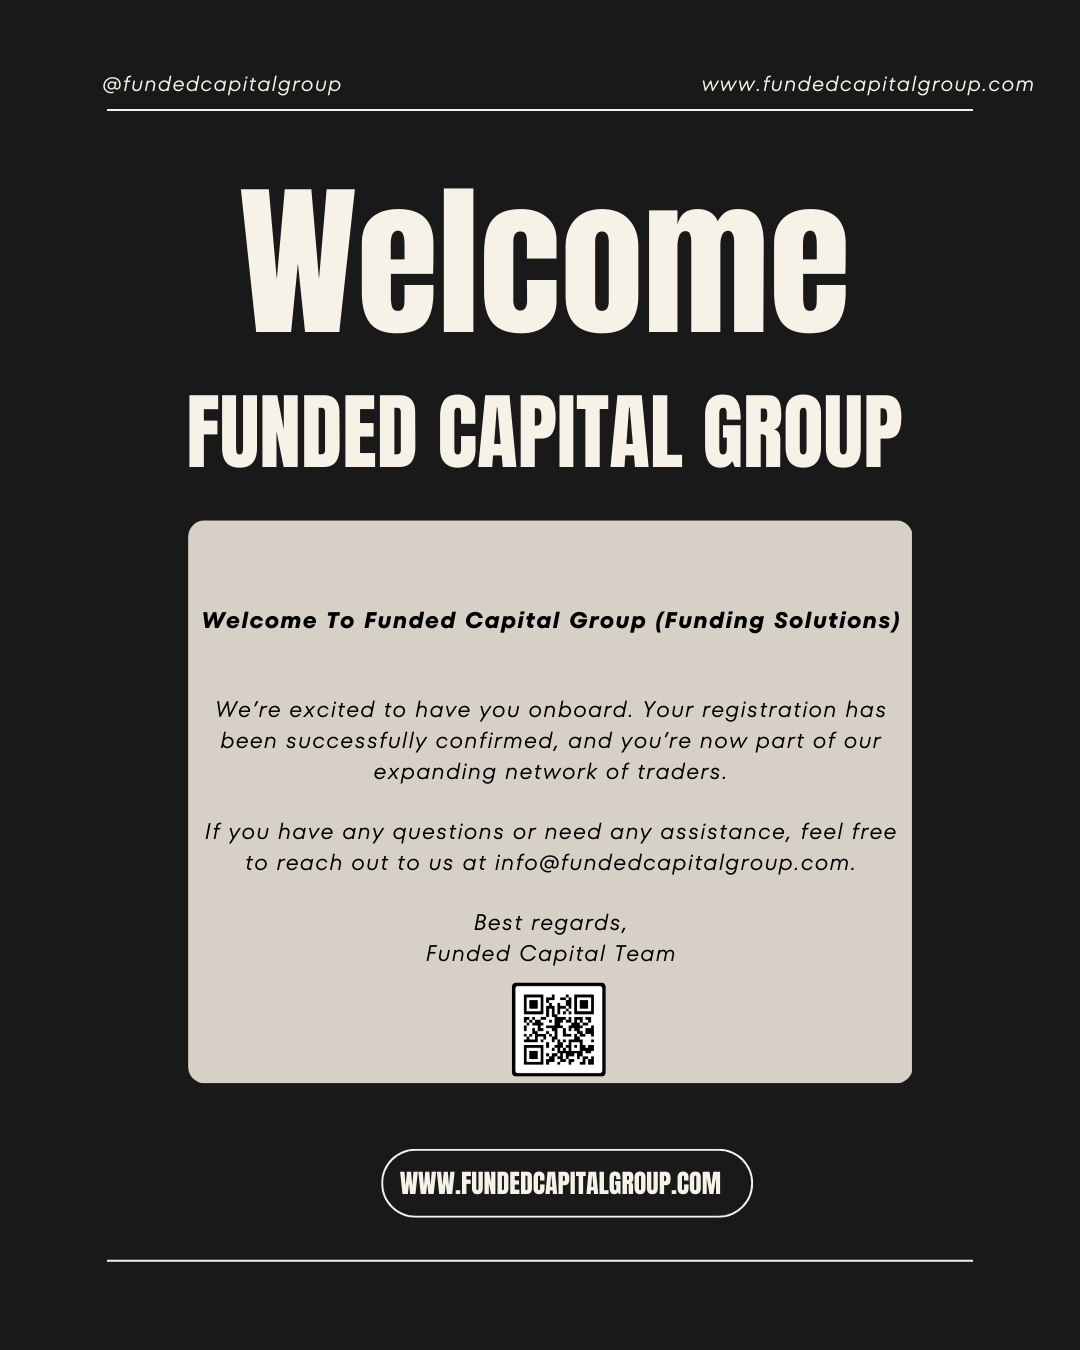 @fundedcapitalgroup
www.fundedcapitalgroup.com
Welcome
FUNDED CAPITAL GROUP
Welcome To Funded Capital Group (Funding Solutions)
We’re excited to have you onboard. Your registration has
been successfully confirmed, and you’re now part of our
expanding network of traders.
If you have any questions or need any assistance, feel free
to reach out to us at info@fundedcapitalgroup.com.
Best regards,
Funded Capital Team
WWW.FUNDEDCAPITALGROUP.COM